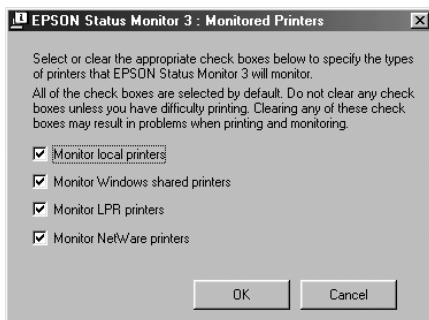 EPSON Status Monitor 3 : Monitored Printers
Select or clear the appropriate check boxes below to specify the types
of printers that EPSON Status Monitor 3 will monitor.
All of the check boxes are selected by default. Do not clear any check
boxes unless you have difficulty printing. Clearing any of these check
boxes may result in problems when printing and monitoring.
Monitor local printers
Monitor Windows shared printers
Monitor LPR printers
Monitor NetWare printers
OK Cancel